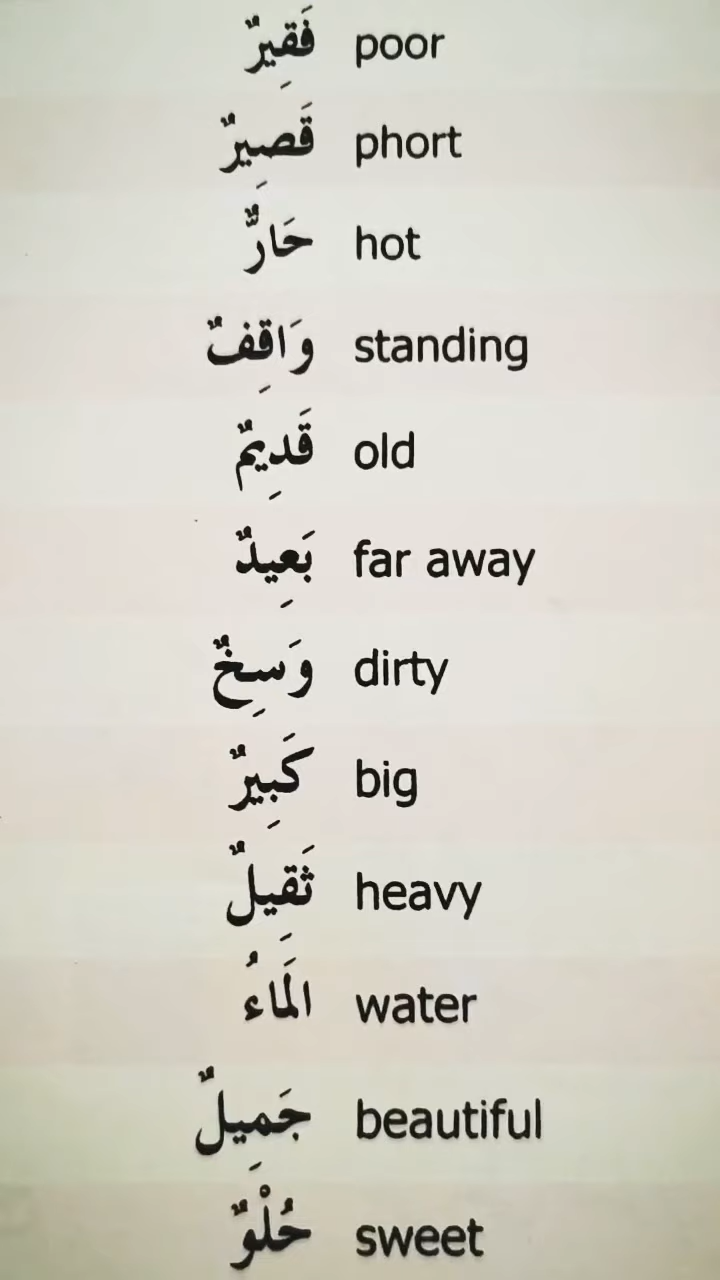 فَقِيرٌ poor
قَصِيرٌ phort
حَارٌّ hot
وَاقِفٌ standing
قَدِيمٌ old
بَعِيدٌ far away
وَسِخٌ dirty
كَبِيرٌ big
ثَقِيلٌ heavy
الَمَاءُ water
جَمِيلٌ beautiful
حُلْوٌ sweet